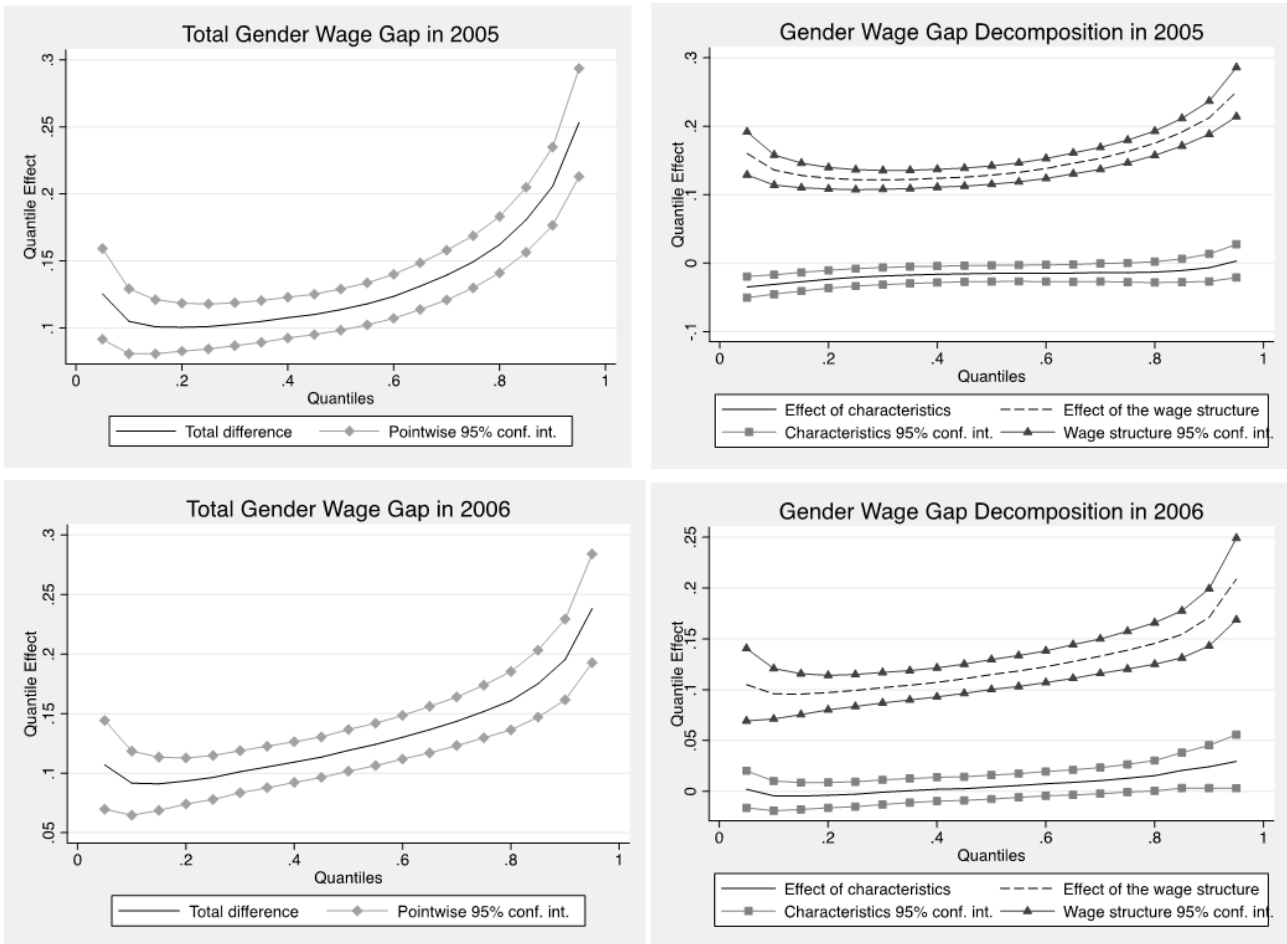 Total Gender Wage Gap in 2005
Quantile Effect
.3
.25
.2
.15
.1
0
.2
.4
.6
.8
1
Quantiles
Total difference
Pointwise 95% conf. int.
Gender Wage Gap Decomposition in 2005
Quantile Effect
.3
.2
.1
0
-.1
0
.2
.4
.6
.8
1
Quantiles
Effect of characteristics
Effect of the wage structure
Characteristics 95% conf. int.
Wage structure 95% conf. int.
Total Gender Wage Gap in 2006
Quantile Effect
.3
.25
.2
.15
.1
.05
0
.2
.4
.6
.8
1
Quantiles
Total difference
Pointwise 95% conf. int.
Gender Wage Gap Decomposition in 2006
Quantile Effect
.25
.2
.15
.1
.05
0
0
.2
.4
.6
.8
1
Quantiles
Effect of characteristics
Effect of the wage structure
Characteristics 95% conf. int.
Wage structure 95% conf. int.